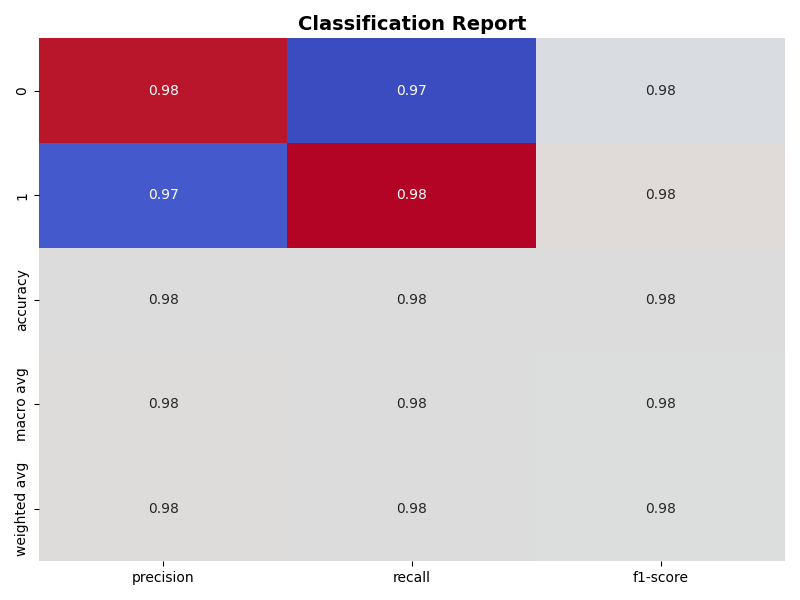 Classification Report
0 0.98 0.97 0.98
1 0.97 0.98 0.98
accuracy 0.98 0.98 0.98
macro avg 0.98 0.98 0.98
weighted avg 0.98 0.98 0.98
precision recall f1-score